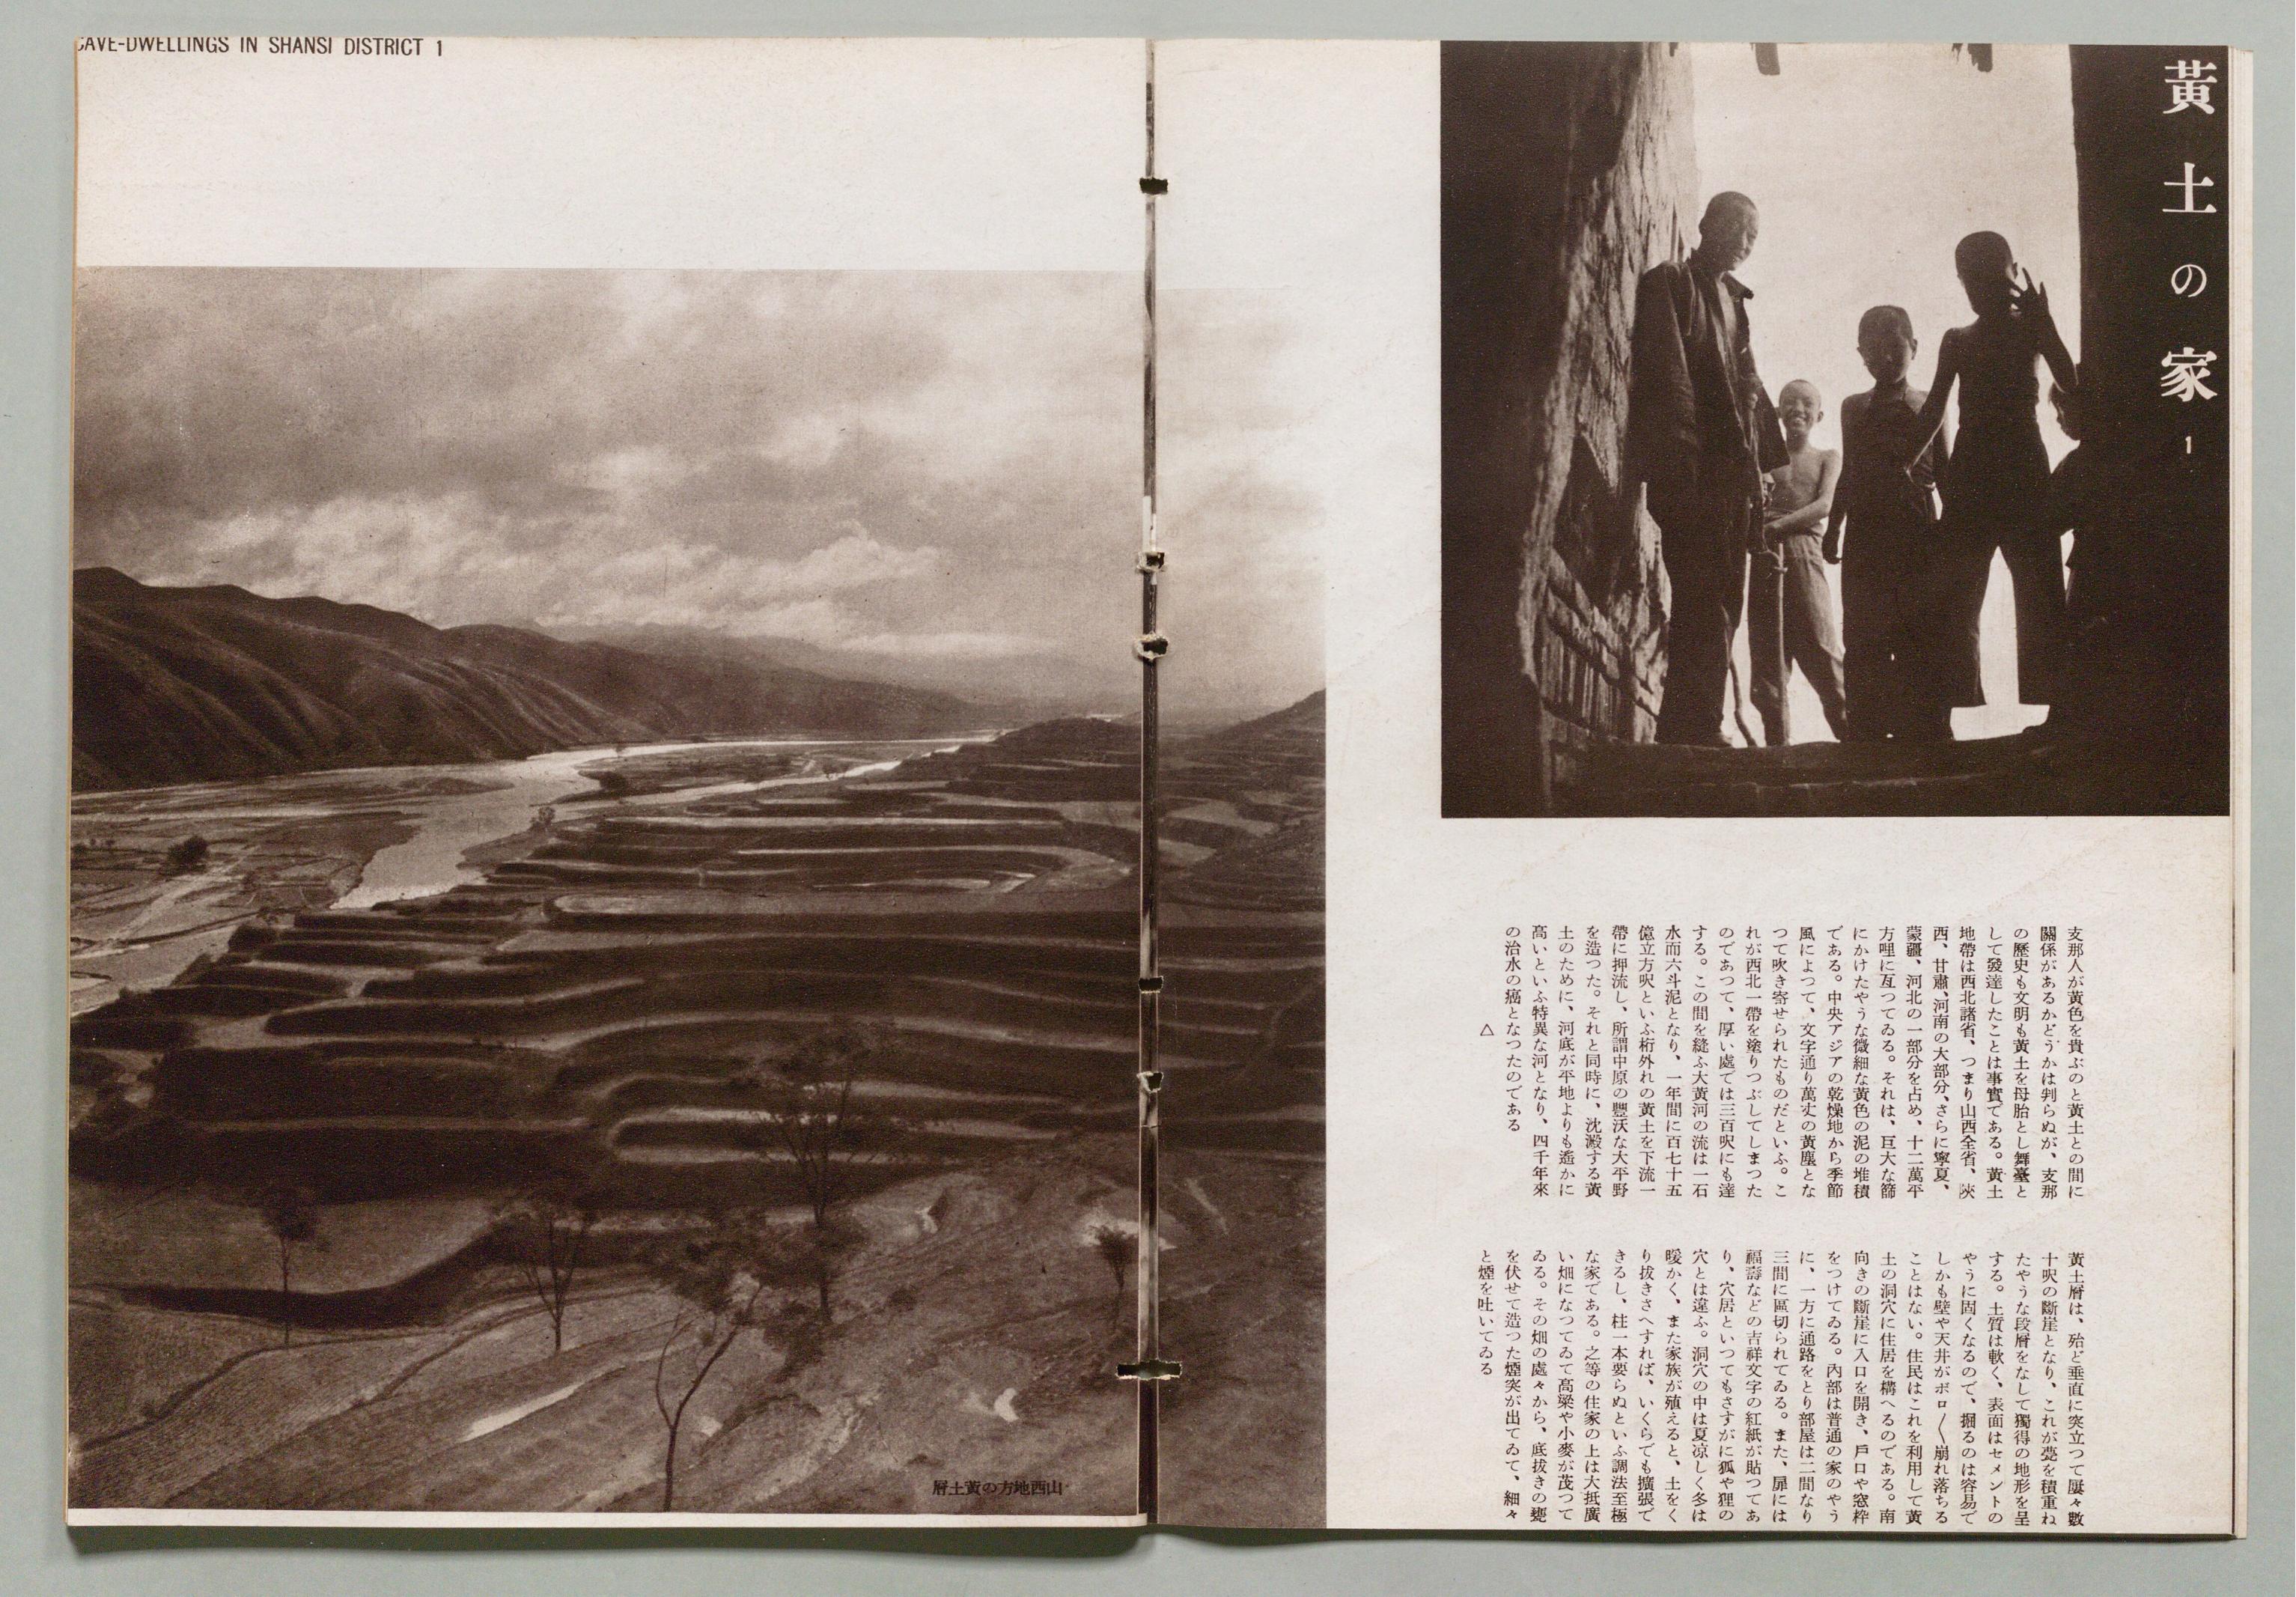 CAVE-DWELLINGS IN SHANSI DISTRICT 1
黃土の家 1
支那人が黃色を貴ぶのと黃土との間に
關係があるかどうかは判らぬが、支那
の歷史も文明も黃土を母胎とし舞臺と
して發達したことは事實である。黃土
地帶は西北諸省、つまり山西全省、陝
西、甘肅、河南の大部分、さらに寧夏、
蒙疆、河北の一部分を占め、十二萬平
方哩に亙つてゐる。それは、巨大な篩
にかけたやうな微細な黃色の泥の堆積
である。中央アジアの乾燥地から季節
風によつて、文字通り萬丈の黃塵とな
つて吹き寄せられたものだといふ。こ
れが西北一帶を塗りつぶしてしまつた
のであつて、厚い處では三百呎にも達
する。この間を縫ふ大黃河の流は一石
水而六斗泥となり、一年間に百七十五
億立方呎といふ桁外れの黃土を下流一
帶に押流し、所謂中原の豐沃な大平野
を造つた。それと同時に、沈澱する黃
土のために、河底が平地よりも遙かに
高いといふ特異な河となり、四千年來
の治水の癌となつたのである
△
黃土層は、殆ど垂直に突立つて屢々數
十呎の斷崖となり、これが甍を積重ね
たやうな段層をなして獨得の地形を呈
する。土質は軟く、表面はセメントの
やうに固くなるので、掘るのは容易で
しかも壁や天井がボロ〳〵崩れ落ちる
ことはない。住民はこれを利用して黃
土の洞穴に住居を構へるのである。南
向きの斷崖に入口を開き、戶口や窓枠
をつけてゐる。內部は普通の家のやう
に、一方に通路をとり部屋は二間なり
三間に區切られてゐる。また、扉には
福壽などの吉祥文字の紅紙が貼つてあ
り、穴居といつてもさすがに狐や狸の
穴とは違ふ。洞穴の中は夏凉しく冬は
暖かく、また家族が殖えると、土をく
り拔きさへすれば、いくらでも擴張で
きるし、柱一本要らぬといふ調法至極
な家である。之等の住家の上は大抵廣
い畑になつてゐて高粱や小麥が茂つて
ゐる。その畑の處々から、底拔きの甕
を伏せて造つた煙突が出てゐて、細々
と煙を吐いてゐる
山西地方の黃土層